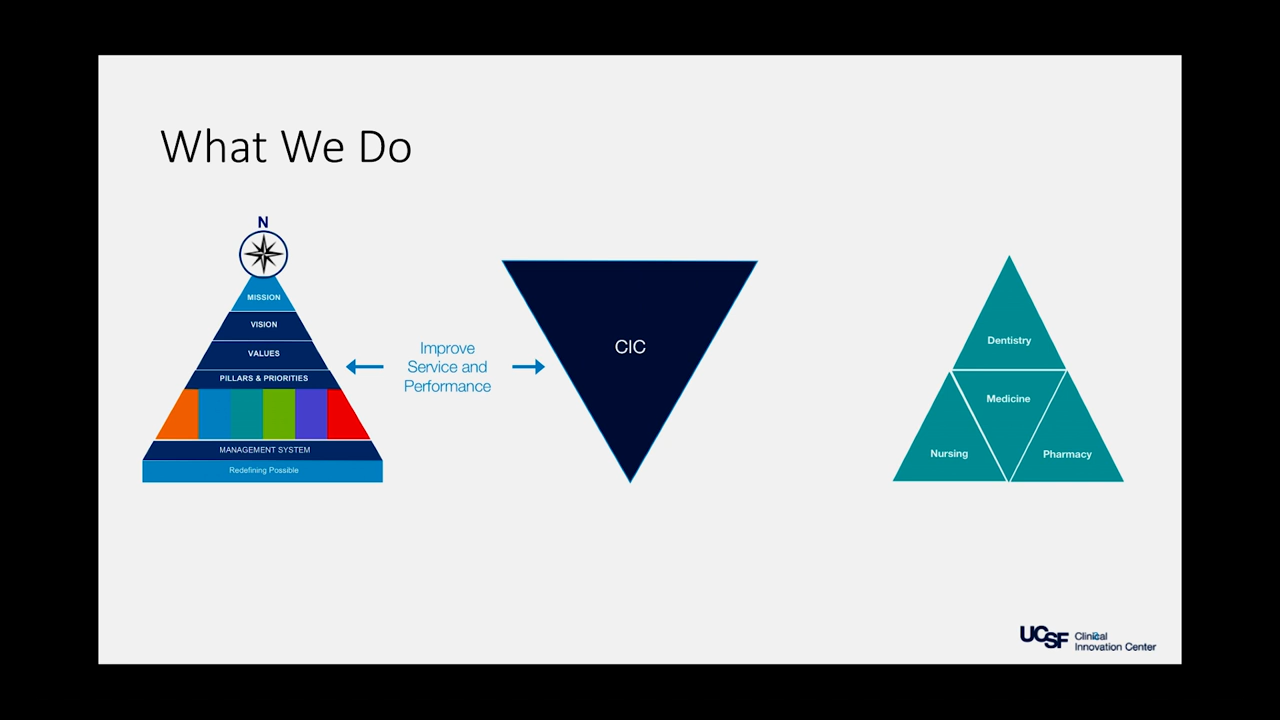 What We Do
N
MISSION
VISION
VALUES
PILLARS & PRIORITIES
MANAGEMENT SYSTEM
Redefining Possible
Improve
Service and
Performance
CIC
Dentistry
Medicine
Nursing
Pharmacy
UCSF
Clinical
Innovation Center